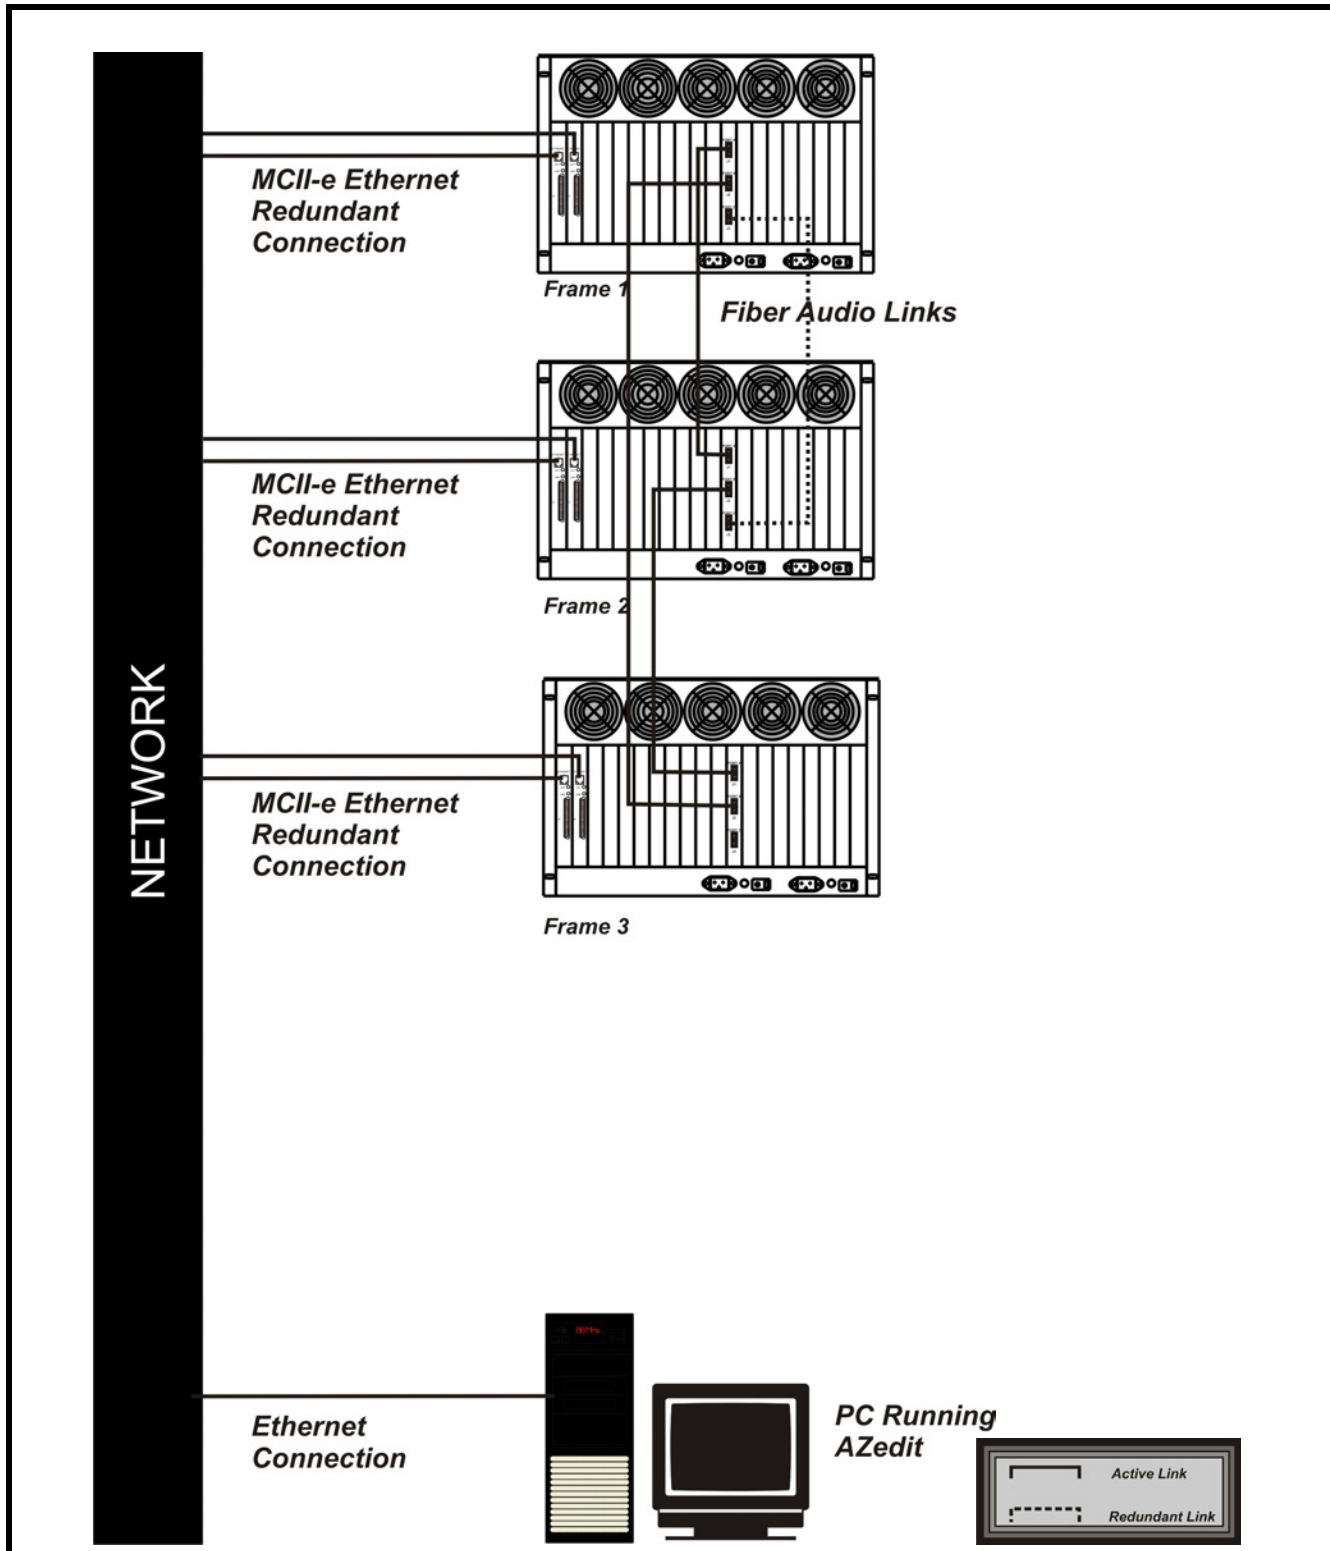 MCII-e Ethernet
Redundant
Connection
Frame 1
Fiber Audio Links
MCII-e Ethernet
Redundant
Connection
Frame 2
NETWORK
MCII-e Ethernet
Redundant
Connection
Frame 3
Ethernet
Connection
PC Running
AZedit
Active Link
Redundant Link